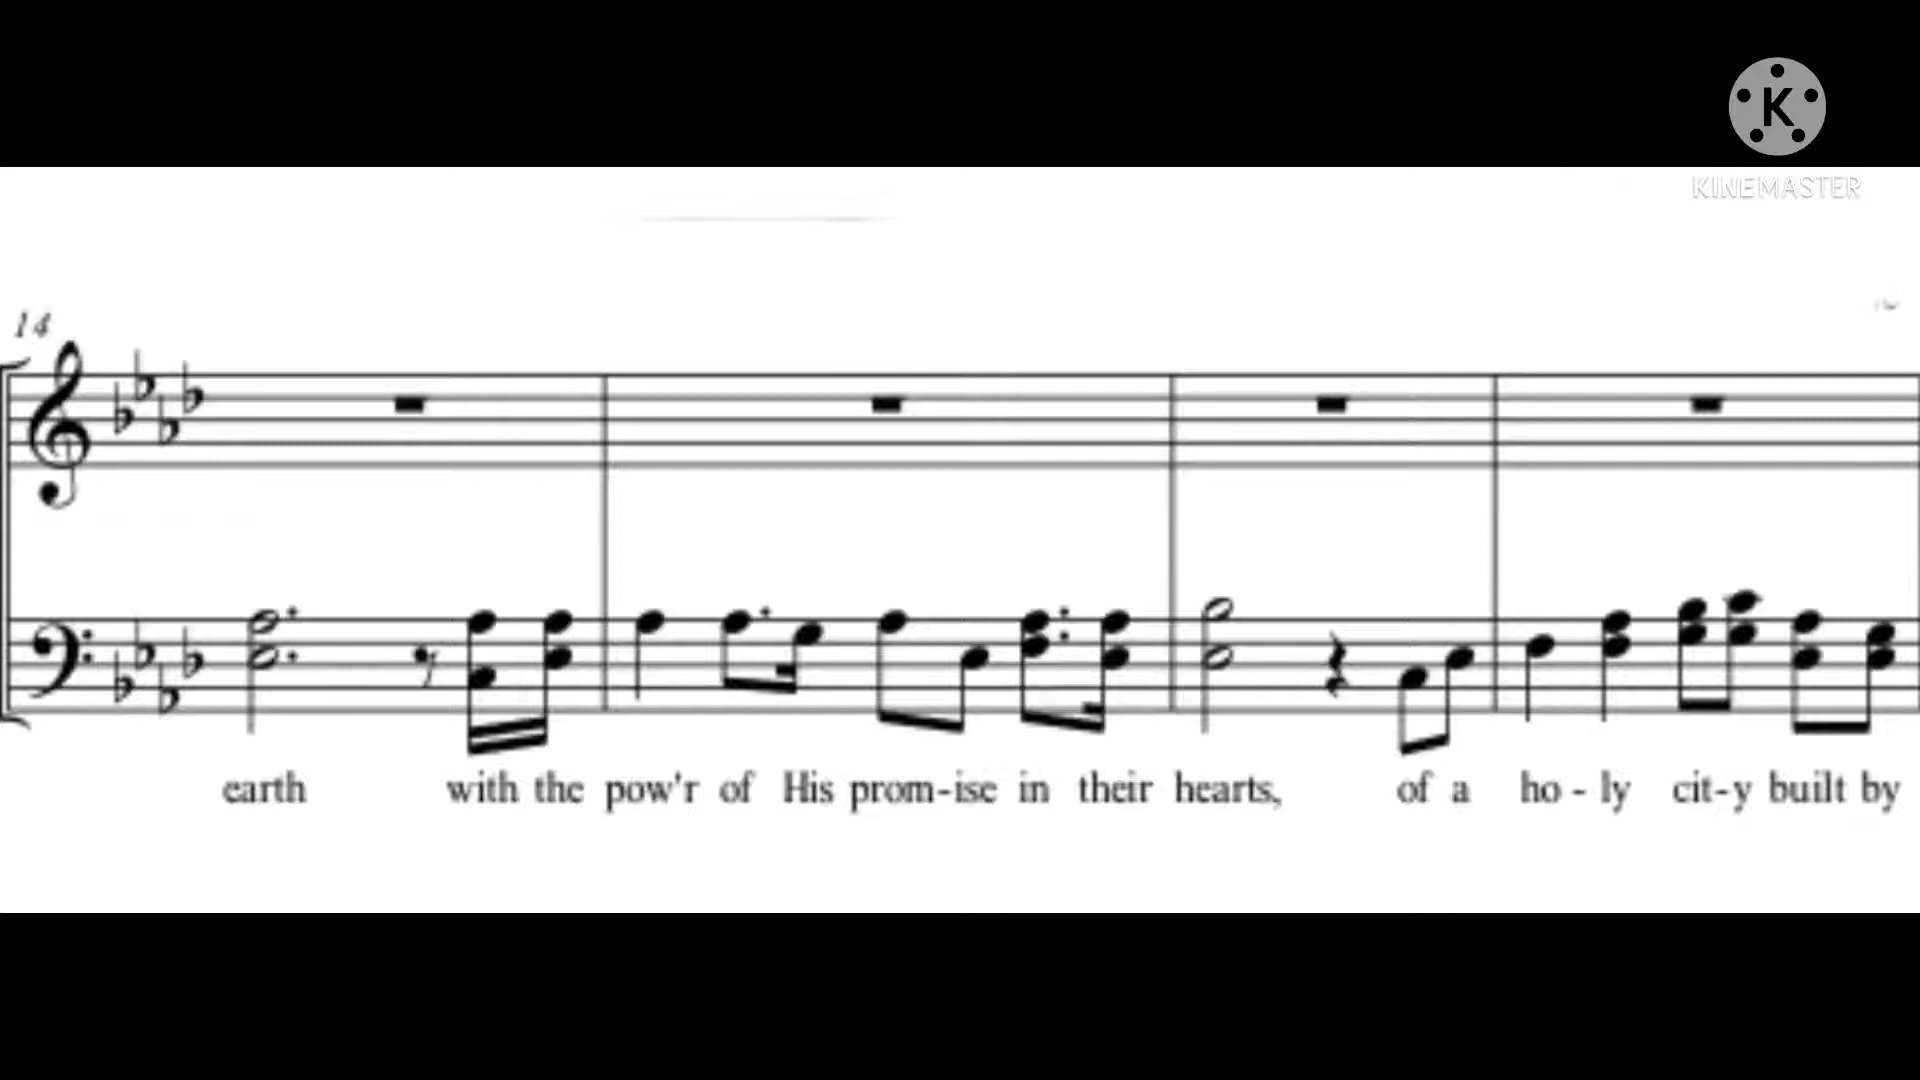 K
KINEMASTER
14
earth with the pow'r of His prom-ise in their hearts, of a ho - ly cit-y built by